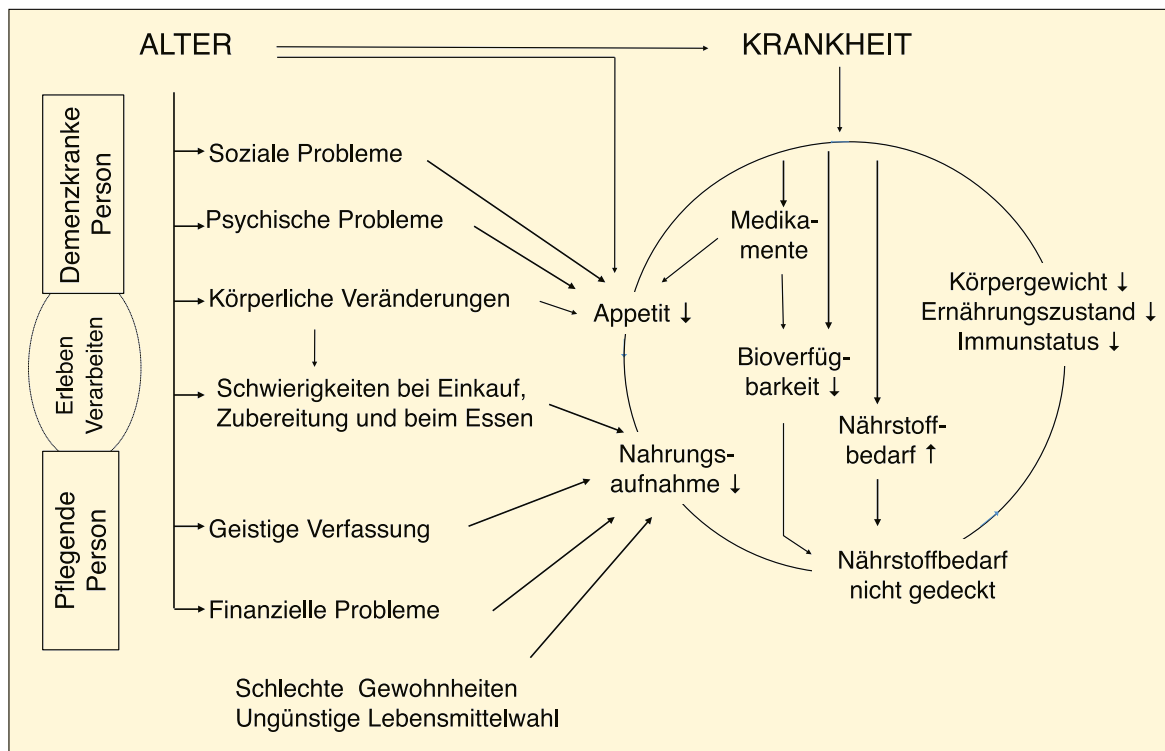 ALTER
KRANKHEIT
Demenzkranke
Person
Erleben
Verarbeiten
Pflegende
Person
Soziale Probleme
Psychische Probleme
Körperliche Veränderungen
Schwierigkeiten bei Einkauf,
Zubereitung und beim Essen
Geistige Verfassung
Finanzielle Probleme
Schlechte Gewohnheiten
Ungünstige Lebensmittelwahl
Appetit ↓
Nahrungs-
aufnahme ↓
Medika-
mente
Bioverfüg-
barkeit ↓
Nährstoff-
bedarf ↑
Nährstoffbedarf
nicht gedeckt
Körpergewicht ↓
Ernährungszustand ↓
Immunstatus ↓